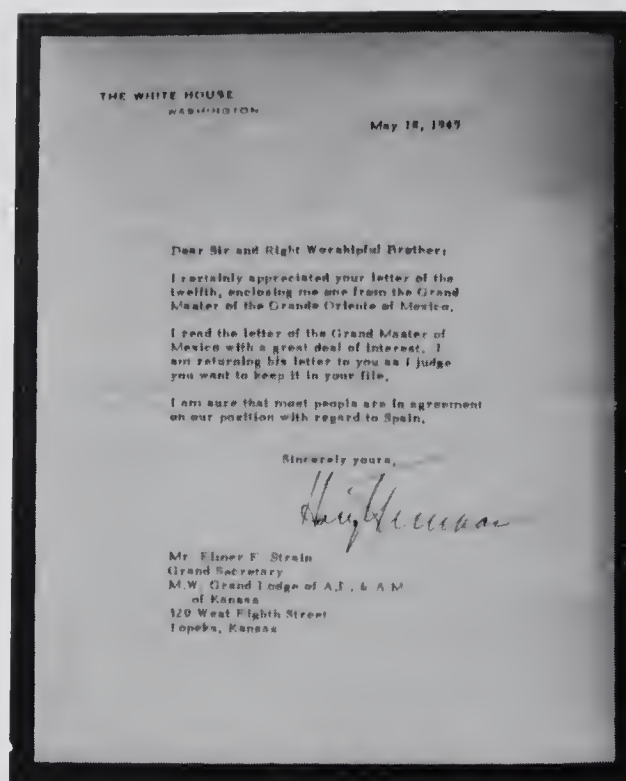 THE WHITE HOUSE
WASHINGTON
May 18, 1949
Dear Sir and Right Worshipful Brother:
I certainly appreciated your letter of the
twelfth, enclosing me one from the Grand
Master of the Grande Oriente of Mexico.
I read the letter of the Grand Master of
Mexico with a great deal of interest. I
am returning his letter to you as I judge
you want to keep it in your file.
I am sure that most people are in agreement
on our position with regard to Spain.
Sincerely yours,
Harry Truman
Mr. Elmer F. Strain
Grand Secretary
M.W. Grand Lodge of A.F. & A.M.
of Kansas
320 West Eighth Street
Topeka, Kansas